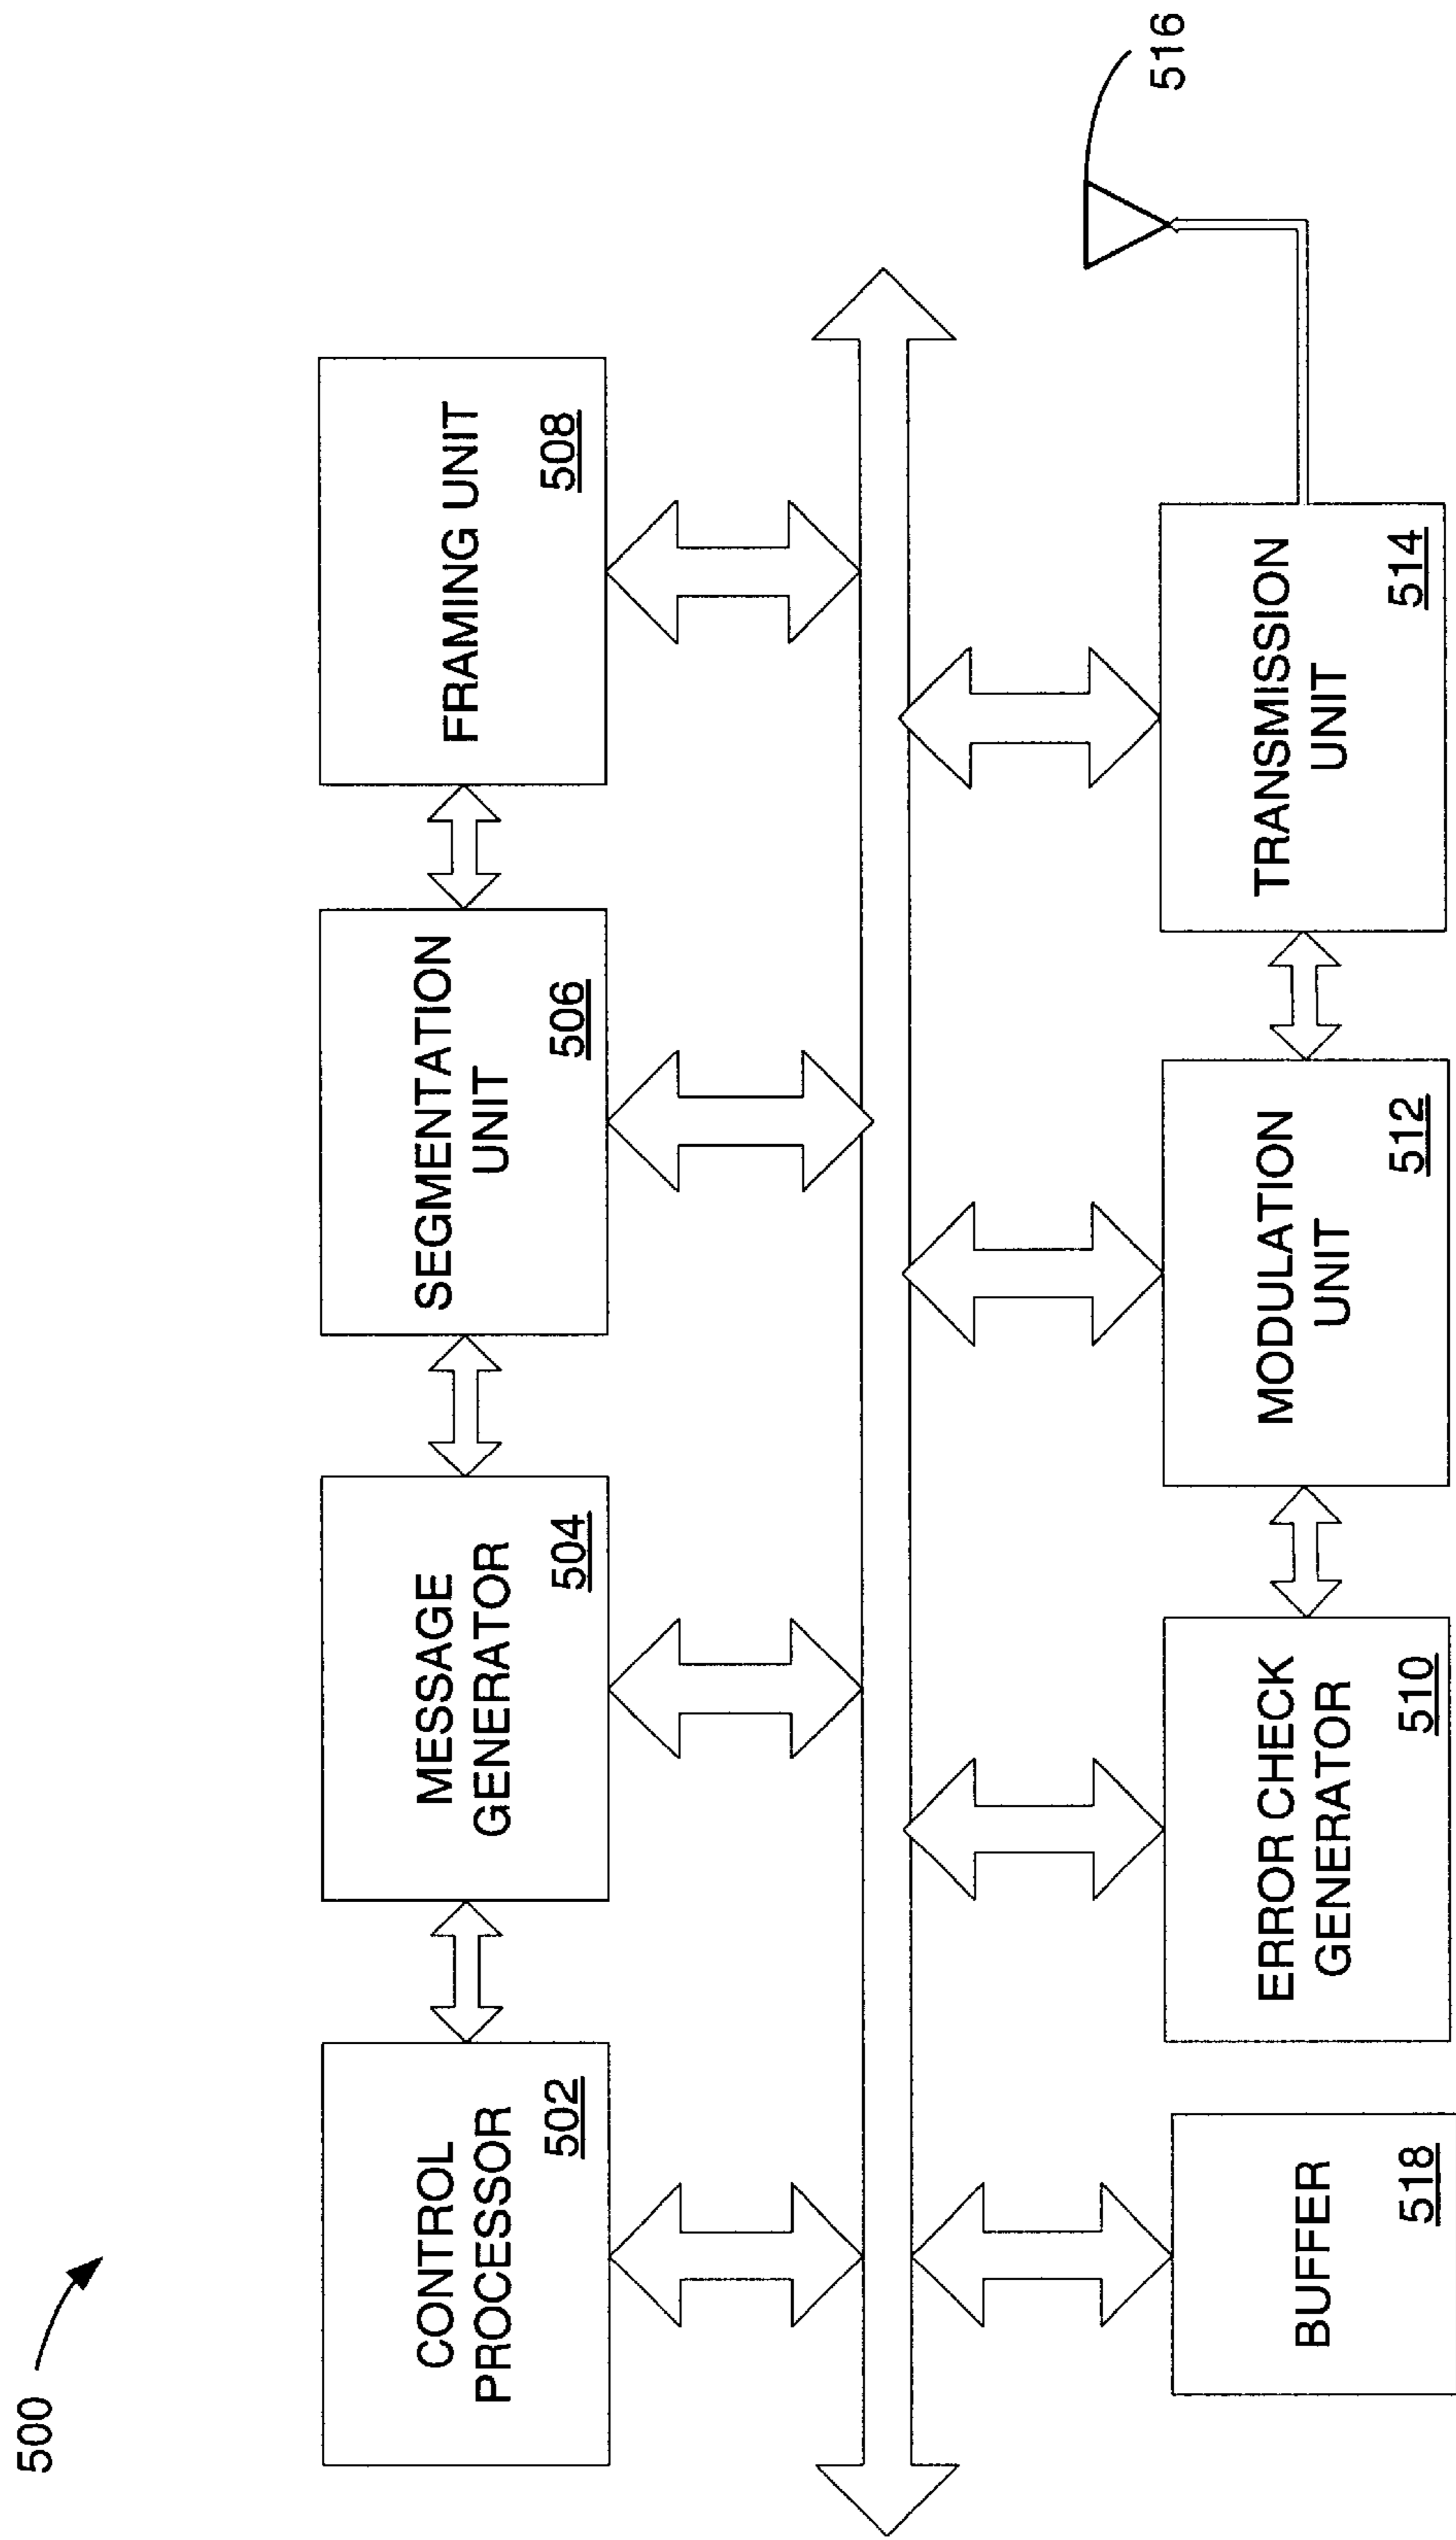 500
CONTROL
PROCESSOR
502
MESSAGE
GENERATOR
504
SEGMENTATION
UNIT
506
FRAMING UNIT
508
BUFFER
518
ERROR CHECK
GENERATOR
510
MODULATION
UNIT
512
TRANSMISSION
UNIT
514
516